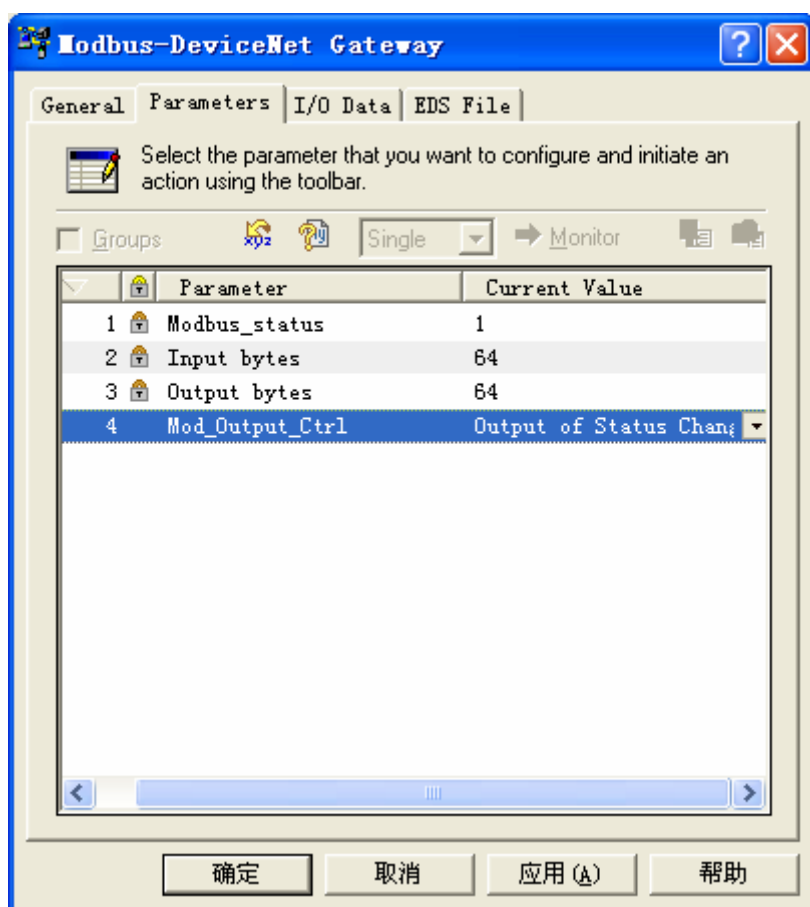 Modbus-DeviceNet Gateway
General Parameters I/O Data EDS File
Select the parameter that you want to configure and initiate an
action using the toolbar.
Groups Single Monitor
Parameter Current Value
1 Modbus_status 1
2 Input bytes 64
3 Output bytes 64
4 Mod_Output_Ctrl Output of Status Chang
确定 取消 应用(A) 帮助